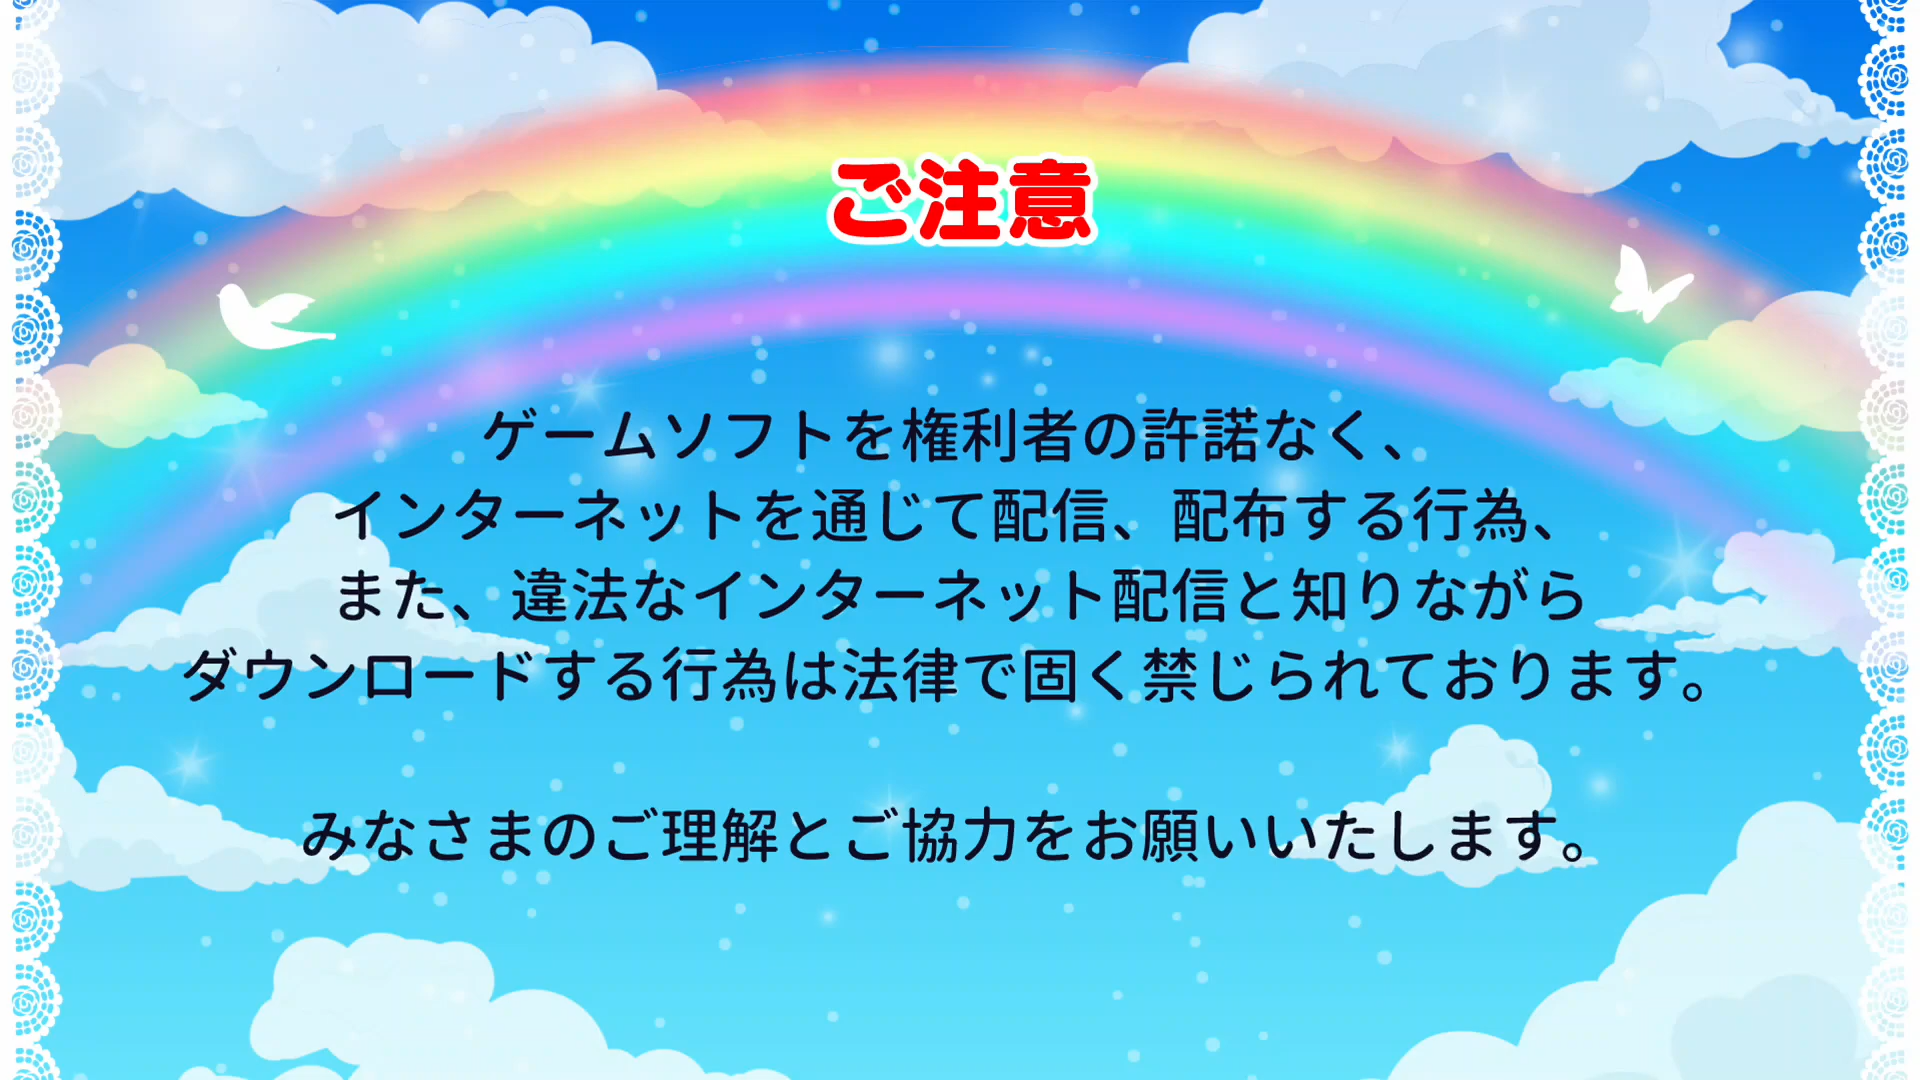 ご注意
ゲームソフトを権利者の許諾なく、
インターネットを通じて配信、配布する行為、
また、違法なインターネット配信と知りながら
ダウンロードする行為は法律で固く禁じられております。
みなさまのご理解とご協力をお願いいたします。